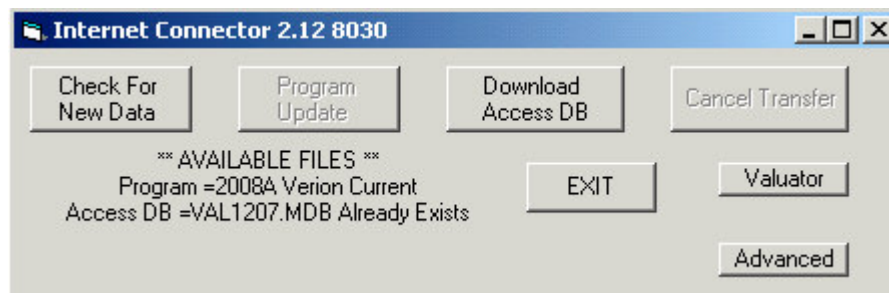 Internet Connector 2.12 8030
Check For
New Data
Program
Update
Download
Access DB
Cancel Transfer
** AVAILABLE FILES **
Program =2008A Verion Current
Access DB =VAL1207.MDB Already Exists
EXIT
Valuator
Advanced